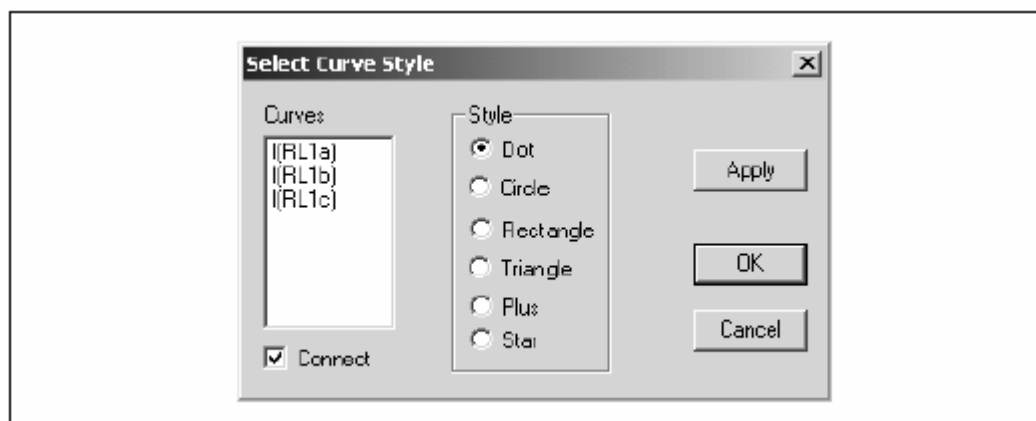 Select Curve Style
Curves
I(RL1a)
I(RL1b)
I(RL1c)
Connect
Style
Dot
Circle
Rectangle
Triangle
Plus
Star
Apply
OK
Cancel